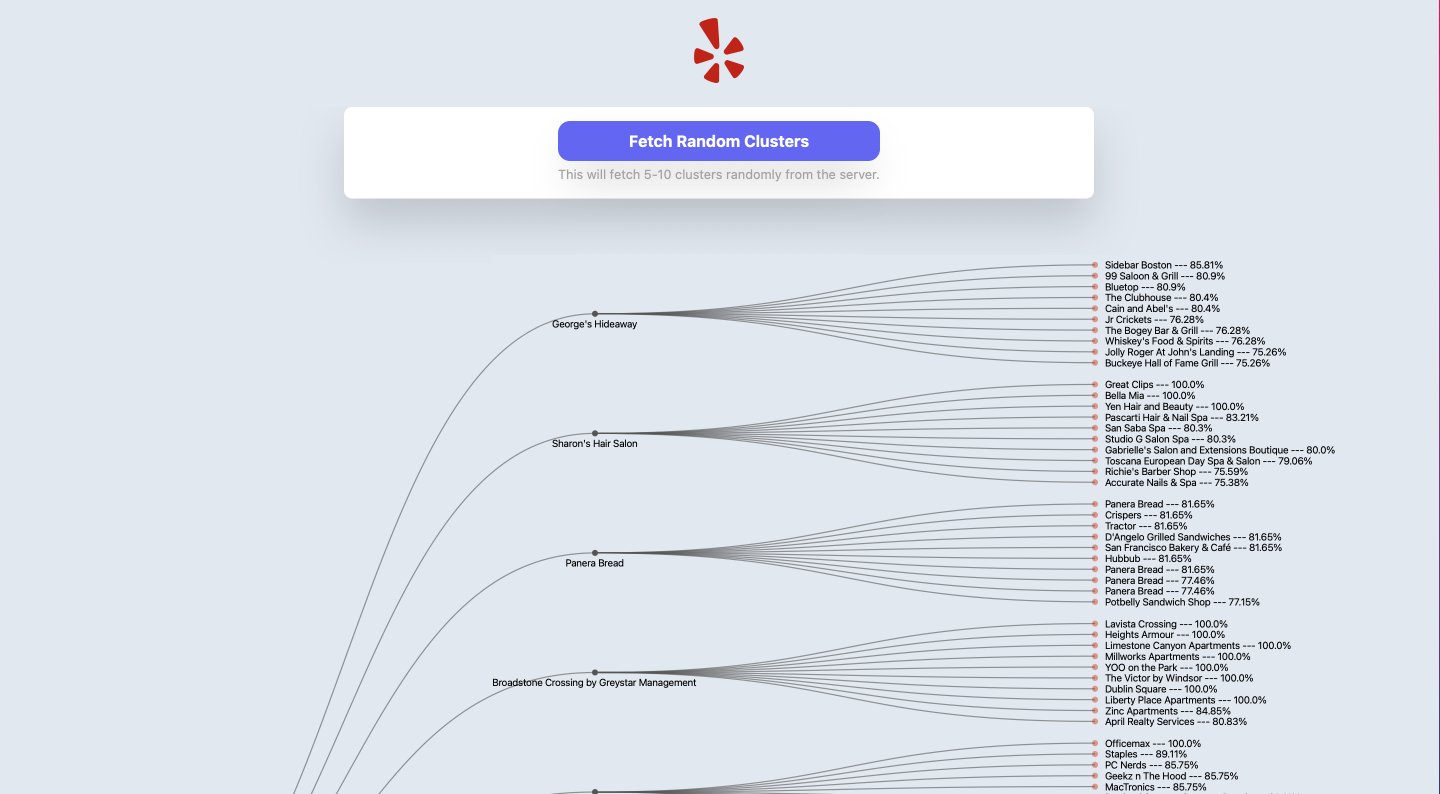 Fetch Random Clusters
This will fetch 5-10 clusters randomly from the server.
George's Hideaway
Sidebar Boston --- 85.81%
99 Saloon & Grill --- 80.9%
Bluetop --- 80.9%
The Clubhouse --- 80.4%
Cain and Abel's --- 80.4%
Jr Crickets --- 76.28%
The Bogey Bar & Grill --- 76.28%
Whiskey's Food & Spirits --- 76.28%
Jolly Roger At John's Landing --- 75.26%
Buckeye Hall of Fame Grill --- 75.26%
Sharon's Hair Salon
Great Clips --- 100.0%
Bella Mia --- 100.0%
Yen Hair and Beauty --- 100.0%
Pascarti Hair & Nail Spa --- 83.21%
San Saba Spa --- 80.3%
Studio G Salon Spa --- 80.3%
Gabrielle's Salon and Extensions Boutique --- 80.0%
Toscana European Day Spa & Salon --- 79.06%
Richie's Barber Shop --- 75.59%
Accurate Nails & Spa --- 75.38%
Panera Bread
Panera Bread --- 81.65%
Crispers --- 81.65%
Tractor --- 81.65%
D'Angelo Grilled Sandwiches --- 81.65%
San Francisco Bakery & Café --- 81.65%
Hubbub --- 81.65%
Panera Bread --- 81.65%
Panera Bread --- 77.46%
Panera Bread --- 77.46%
Potbelly Sandwich Shop --- 77.15%
Broadstone Crossing by Greystar Management
Lavista Crossing --- 100.0%
Heights Armour --- 100.0%
Limestone Canyon Apartments --- 100.0%
Millworks Apartments --- 100.0%
YOO on the Park --- 100.0%
The Victor by Windsor --- 100.0%
Dublin Square --- 100.0%
Liberty Place Apartments --- 100.0%
Zinc Apartments --- 84.85%
April Realty Services --- 80.83%
Officemax --- 100.0%
Staples --- 89.11%
PC Nerds --- 85.75%
Geekz n The Hood --- 85.75%
MacTronics --- 85.75%